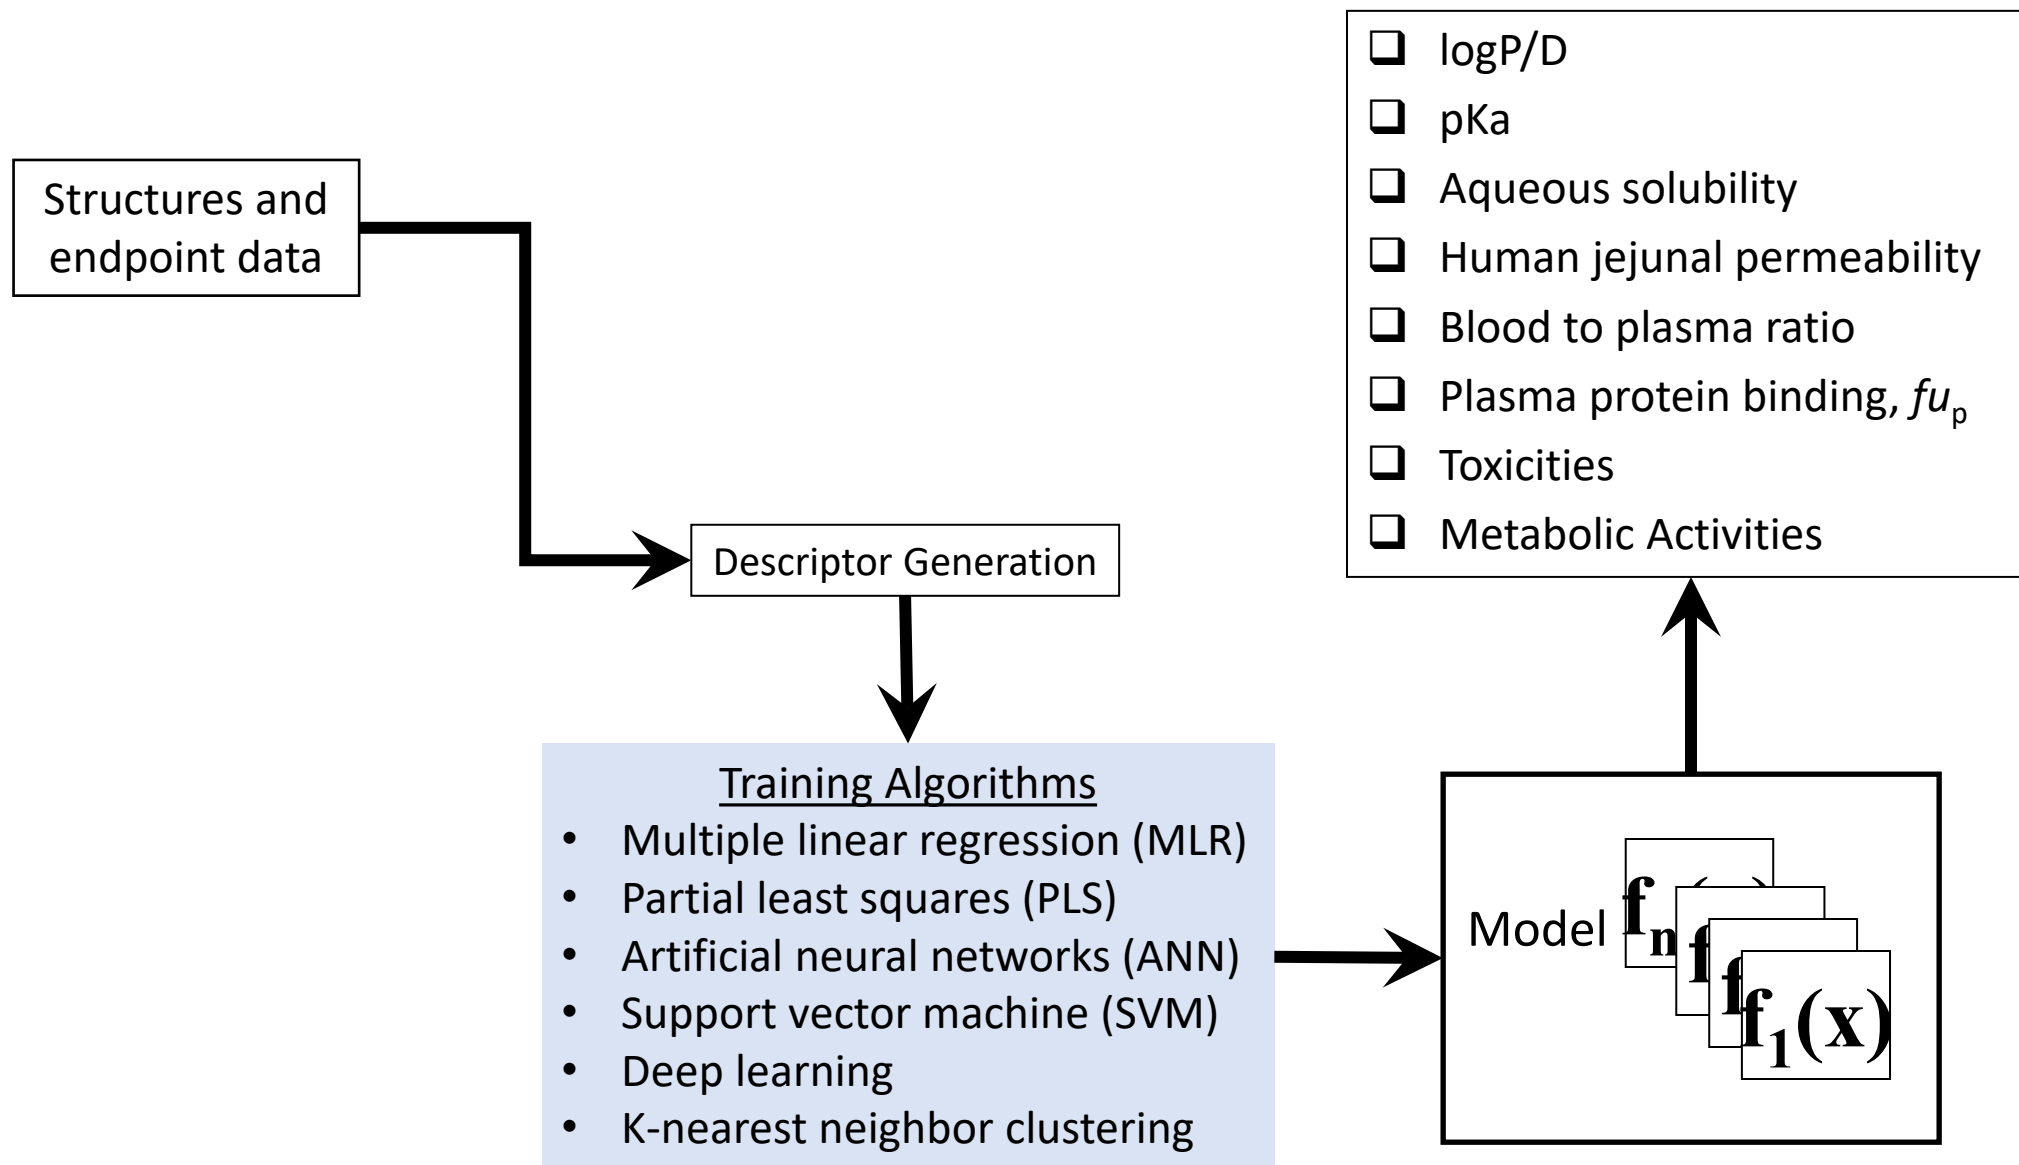 Structures and
endpoint data
Descriptor Generation
Training Algorithms
• Multiple linear regression (MLR)
• Partial least squares (PLS)
• Artificial neural networks (ANN)
• Support vector machine (SVM)
• Deep learning
• K-nearest neighbor clustering
Model
fn
f
f
f1(x)
❑ logP/D
❑ pKa
❑ Aqueous solubility
❑ Human jejunal permeability
❑ Blood to plasma ratio
❑ Plasma protein binding, fup
❑ Toxicities
❑ Metabolic Activities